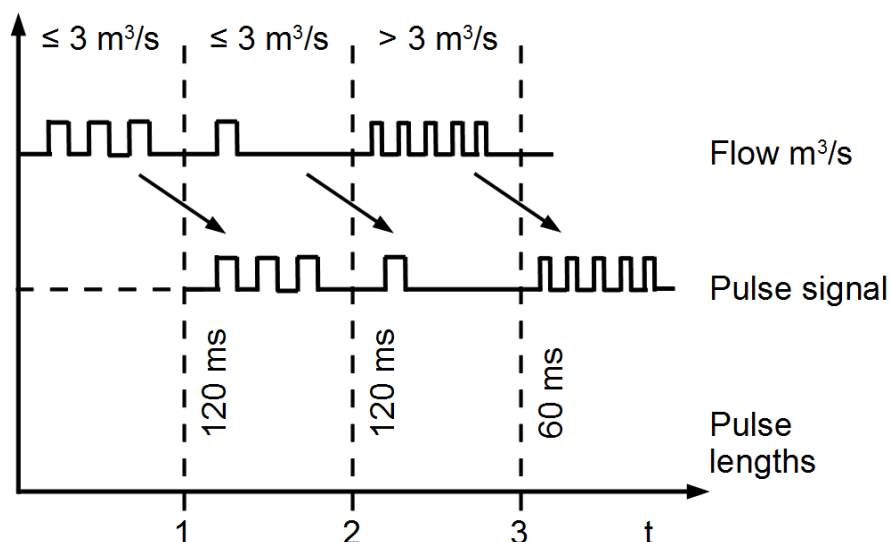 ≤ 3 m³/s ≤ 3 m³/s > 3 m³/s
Flow m³/s
Pulse signal
120 ms
120 ms
60 ms
Pulse
lengths
1 2 3 t